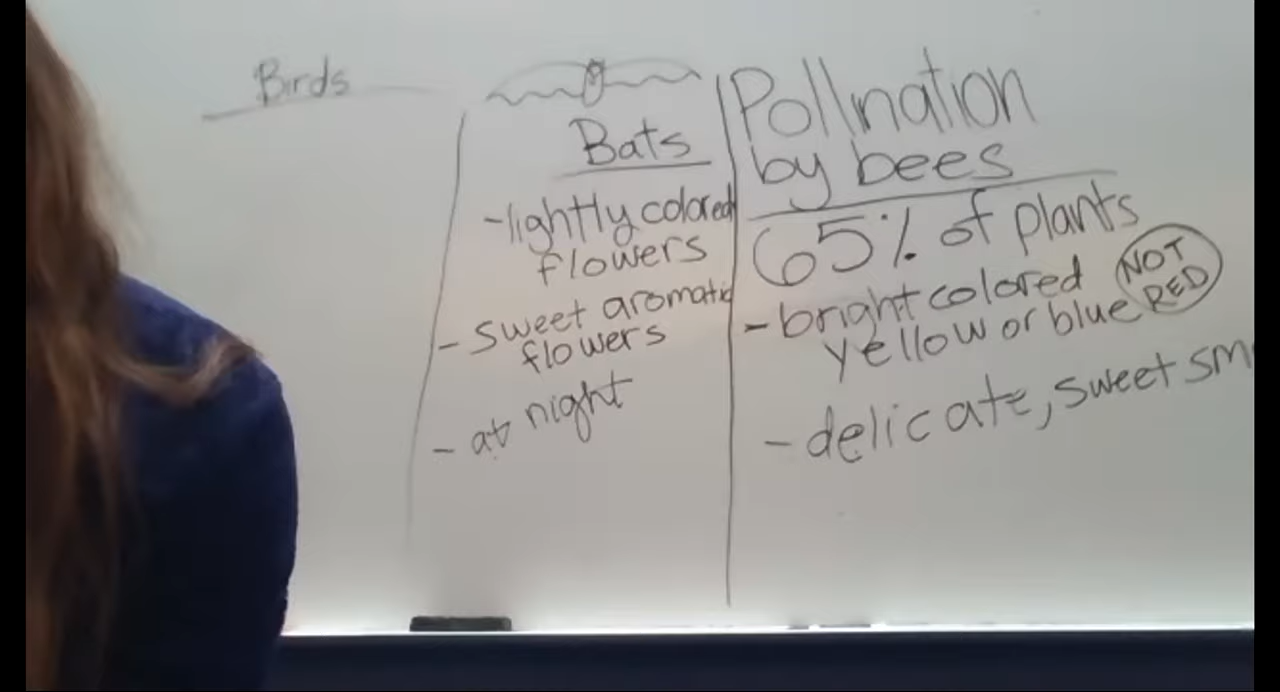 Birds
Bats
-lightly colored
flowers
- sweet aromatic
flowers
- at night
Pollination
by bees
65% of plants
- bright colored
yellow or blue
NOT
RED
- delicate, sweet